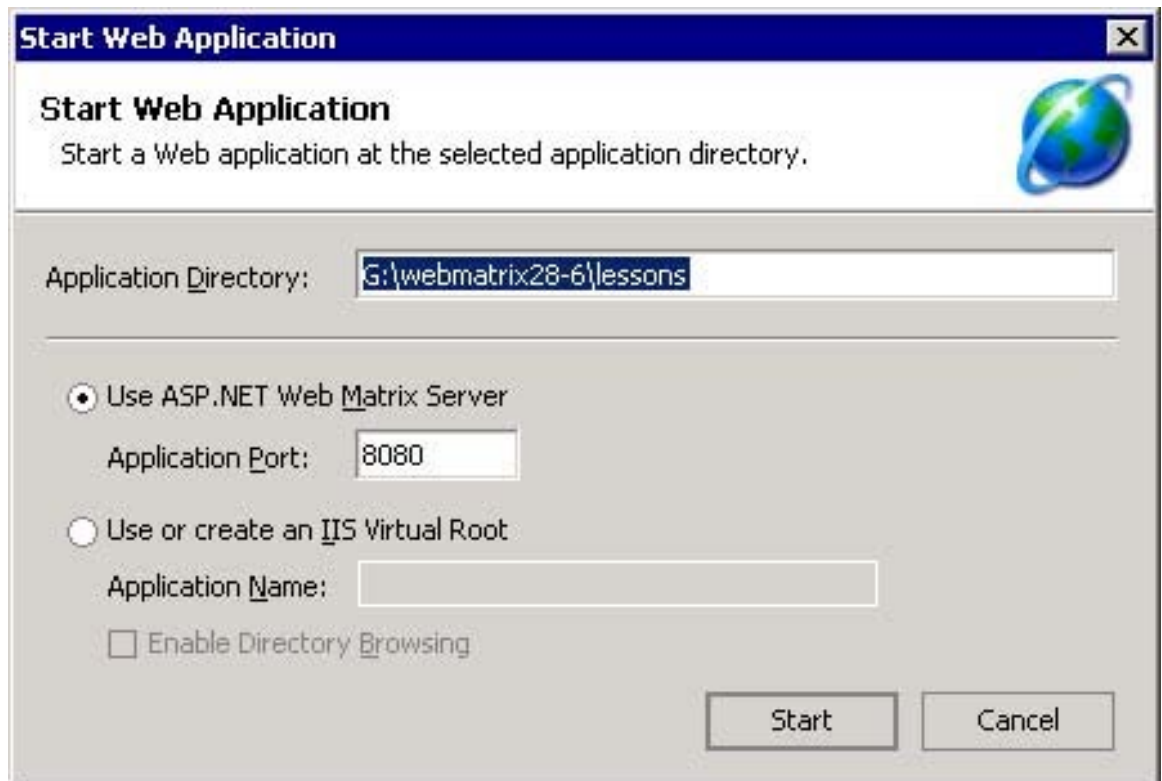 Start Web Application
Start Web Application
Start a Web application at the selected application directory.
Application Directory: G:\webmatrix28-6\lessons
Use ASP.NET Web Matrix Server
Application Port: 8080
Use or create an IIS Virtual Root
Application Name:
Enable Directory Browsing
Start Cancel